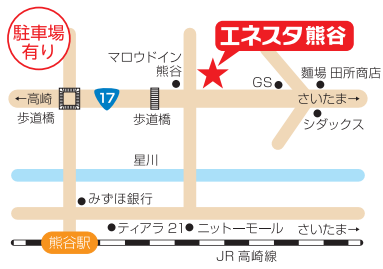 駐車場
有り
エネスタ熊谷
マロウドイン
熊谷
GS
麺場 田所商店
←高崎
17
さいたま→
歩道橋
歩道橋
シダックス
星川
みずほ銀行
ティアラ 21
ニットーモール
さいたま→
熊谷駅
JR 高崎線